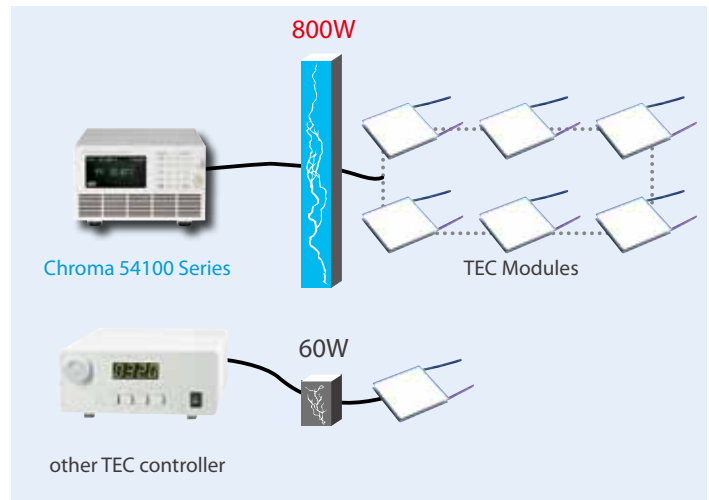 800W
Chroma 54100 Series
TEC Modules
60W
other TEC controller